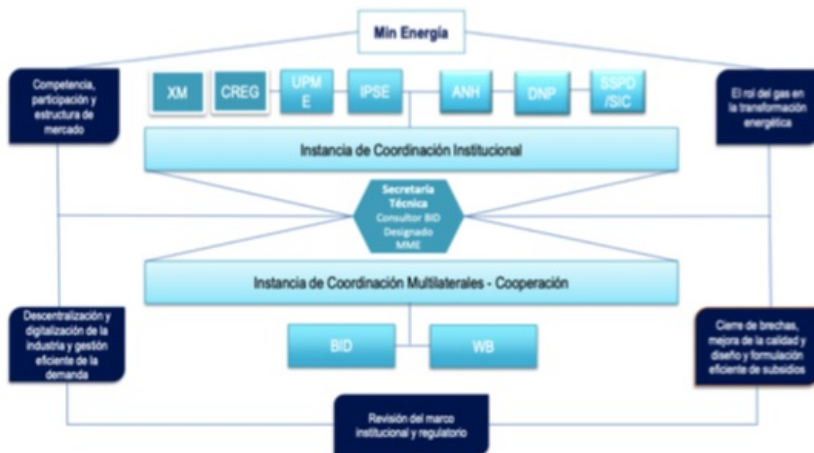 Min Energía
Competencia,
participación y
estructura de
mercado
XM
CREG
UPM
E
IPSE
ANH
DNP
SSPD
/SIC
El rol del gas en
la transformación
energética
Instancia de Coordinación Institucional
Secretaría
Técnica
Consultor BID
Designado
MME
Instancia de Coordinación Multilaterales - Cooperación
Descentralización y
digitalización de la
industria y gestión
eficiente de la
demanda
BID
WB
Cierre de brechas,
mejora de la calidad y
diseño y formulación
eficiente de subsidios
Revisión del marco
institucional y regulatorio